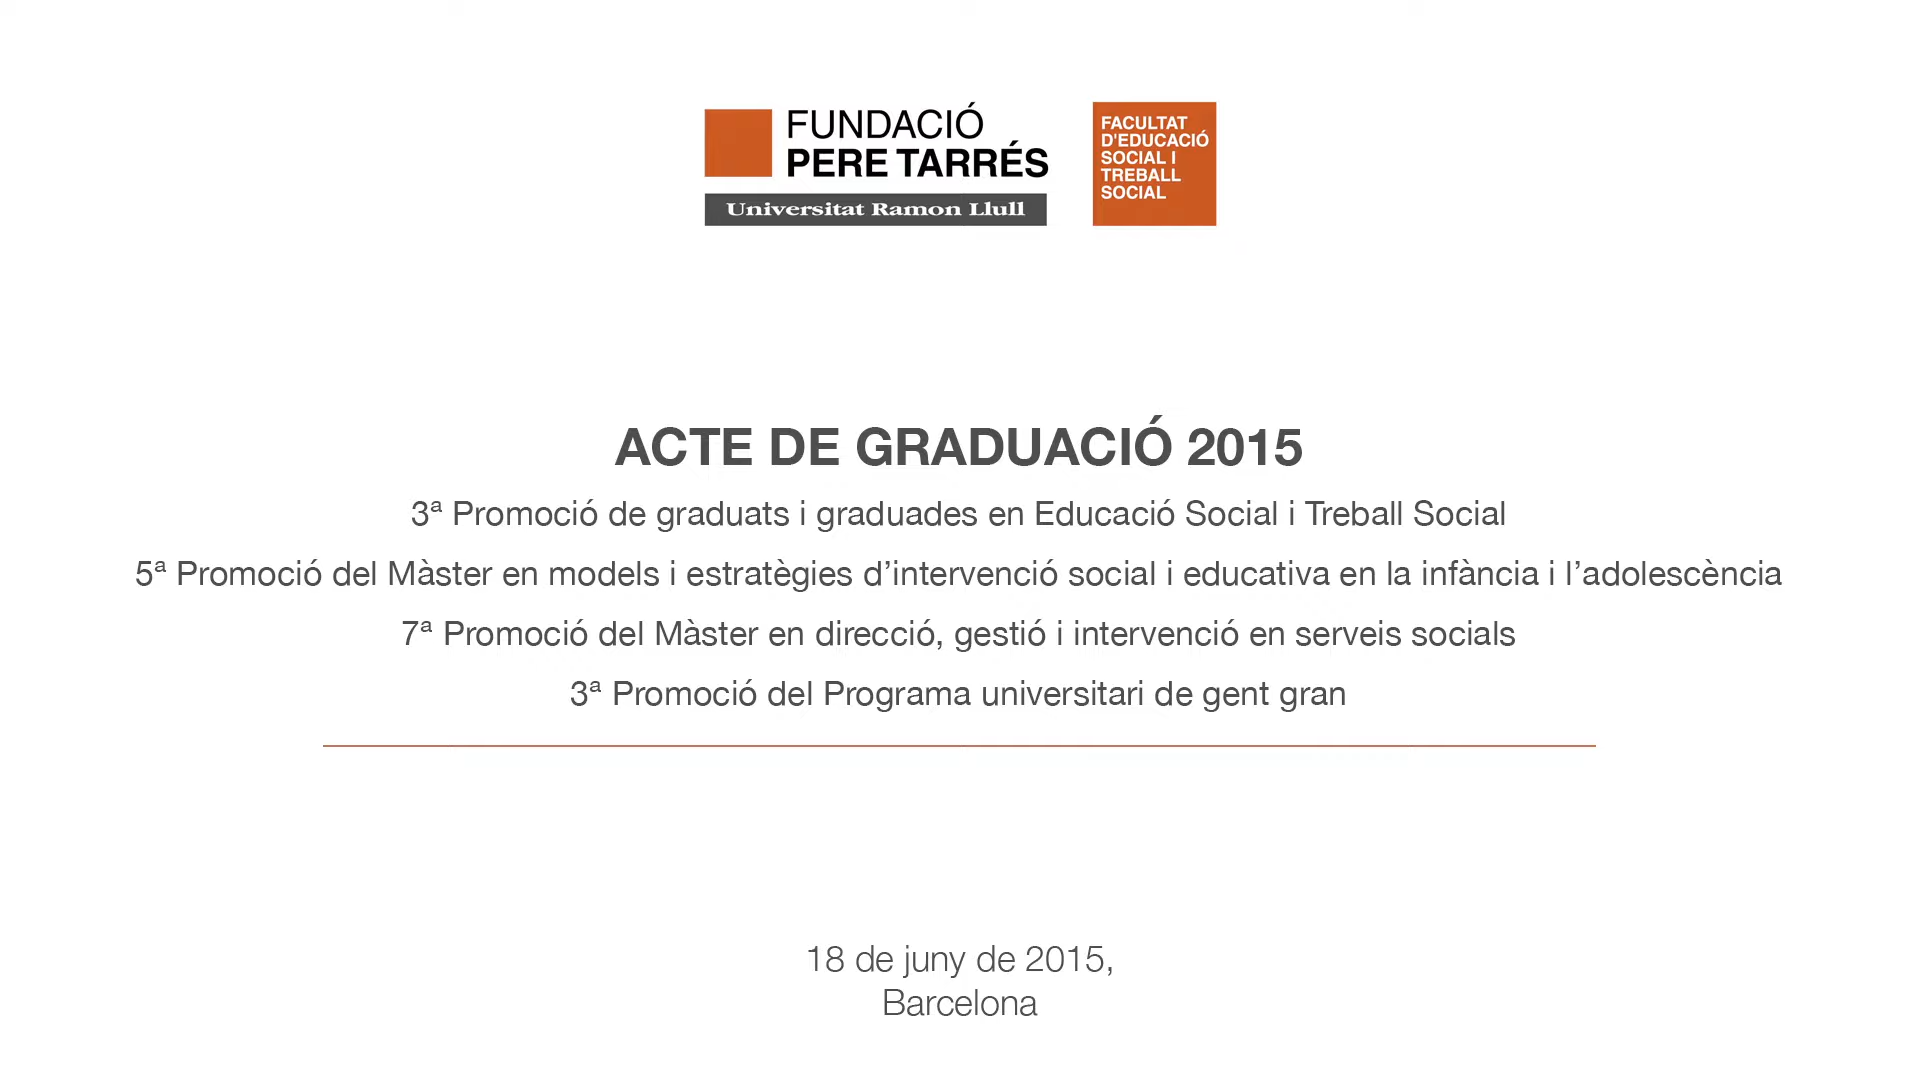 FUNDACIÓ
PERE TARRÉS
Universitat Ramon Llull
FACULTAT
D'EDUCACIÓ
SOCIAL I
TREBALL
SOCIAL
ACTE DE GRADUACIÓ 2015
3ª Promoció de graduats i graduades en Educació Social i Treball Social
5ª Promoció del Màster en models i estratègies d’intervenció social i educativa en la infància i l’adolescència
7ª Promoció del Màster en direcció, gestió i intervenció en serveis socials
3ª Promoció del Programa universitari de gent gran
18 de juny de 2015,
Barcelona